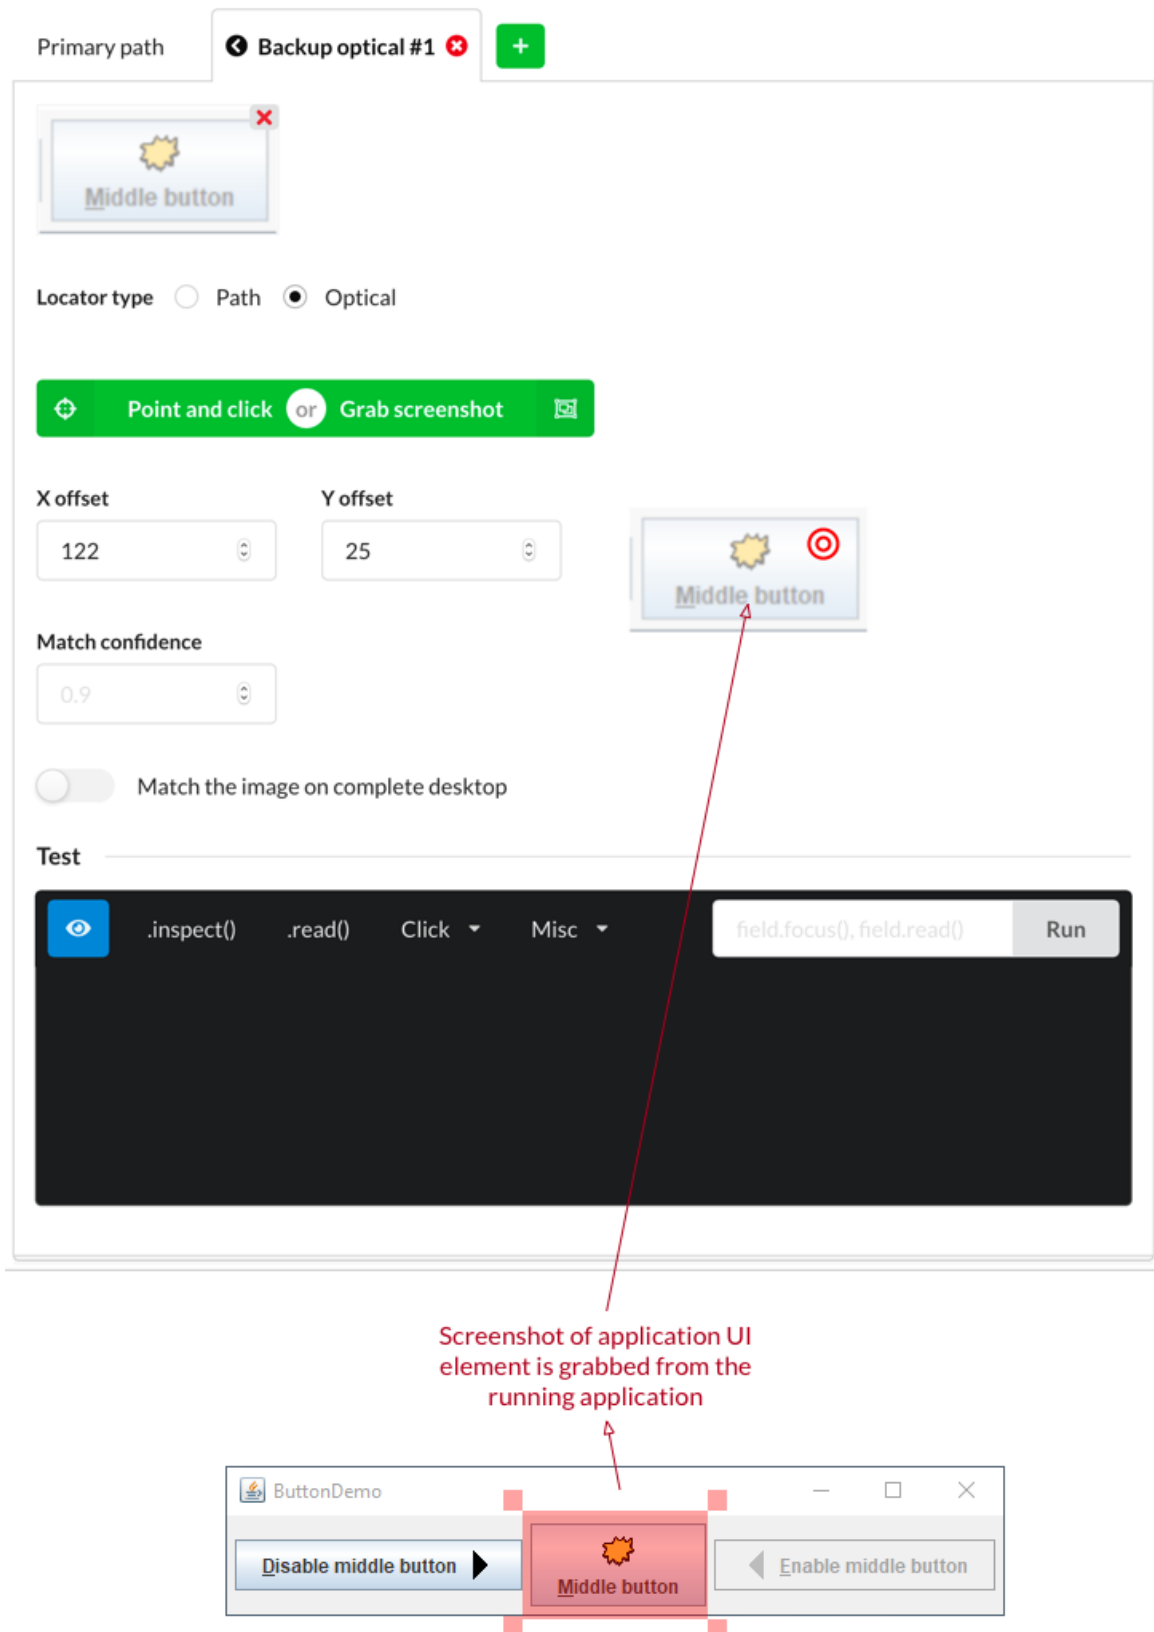 Primary path
Backup optical #1
+
Middle button
Locator type Path Optical
Point and click or Grab screenshot
X offset Y offset
122 25
Middle button
Match confidence
0.9
Match the image on complete desktop
Test
.inspect() .read() Click Misc field.focus(), field.read() Run
Screenshot of application UI
element is grabbed from the
running application
ButtonDemo
Disable middle button Middle button Enable middle button